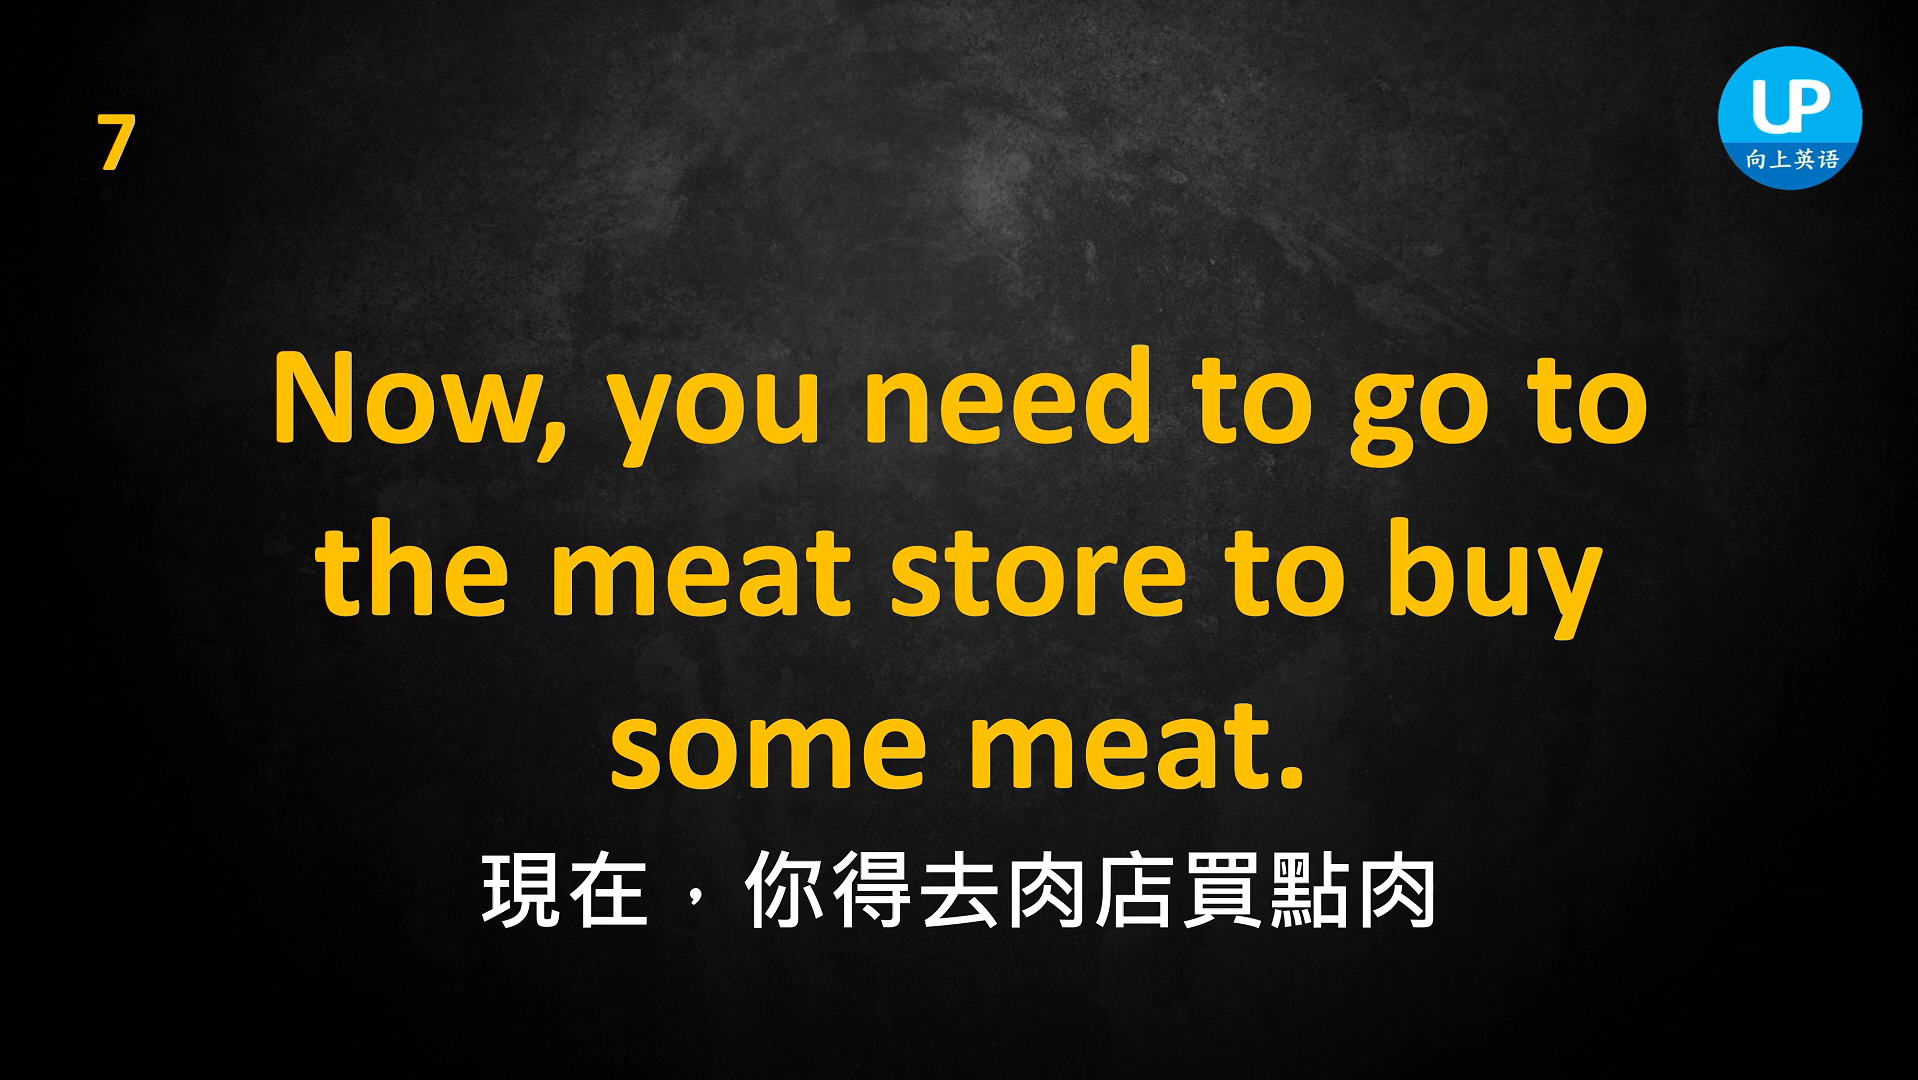 7
UP
向上英语
Now, you need to go to
the meat store to buy
some meat.
現在，你得去肉店買點肉